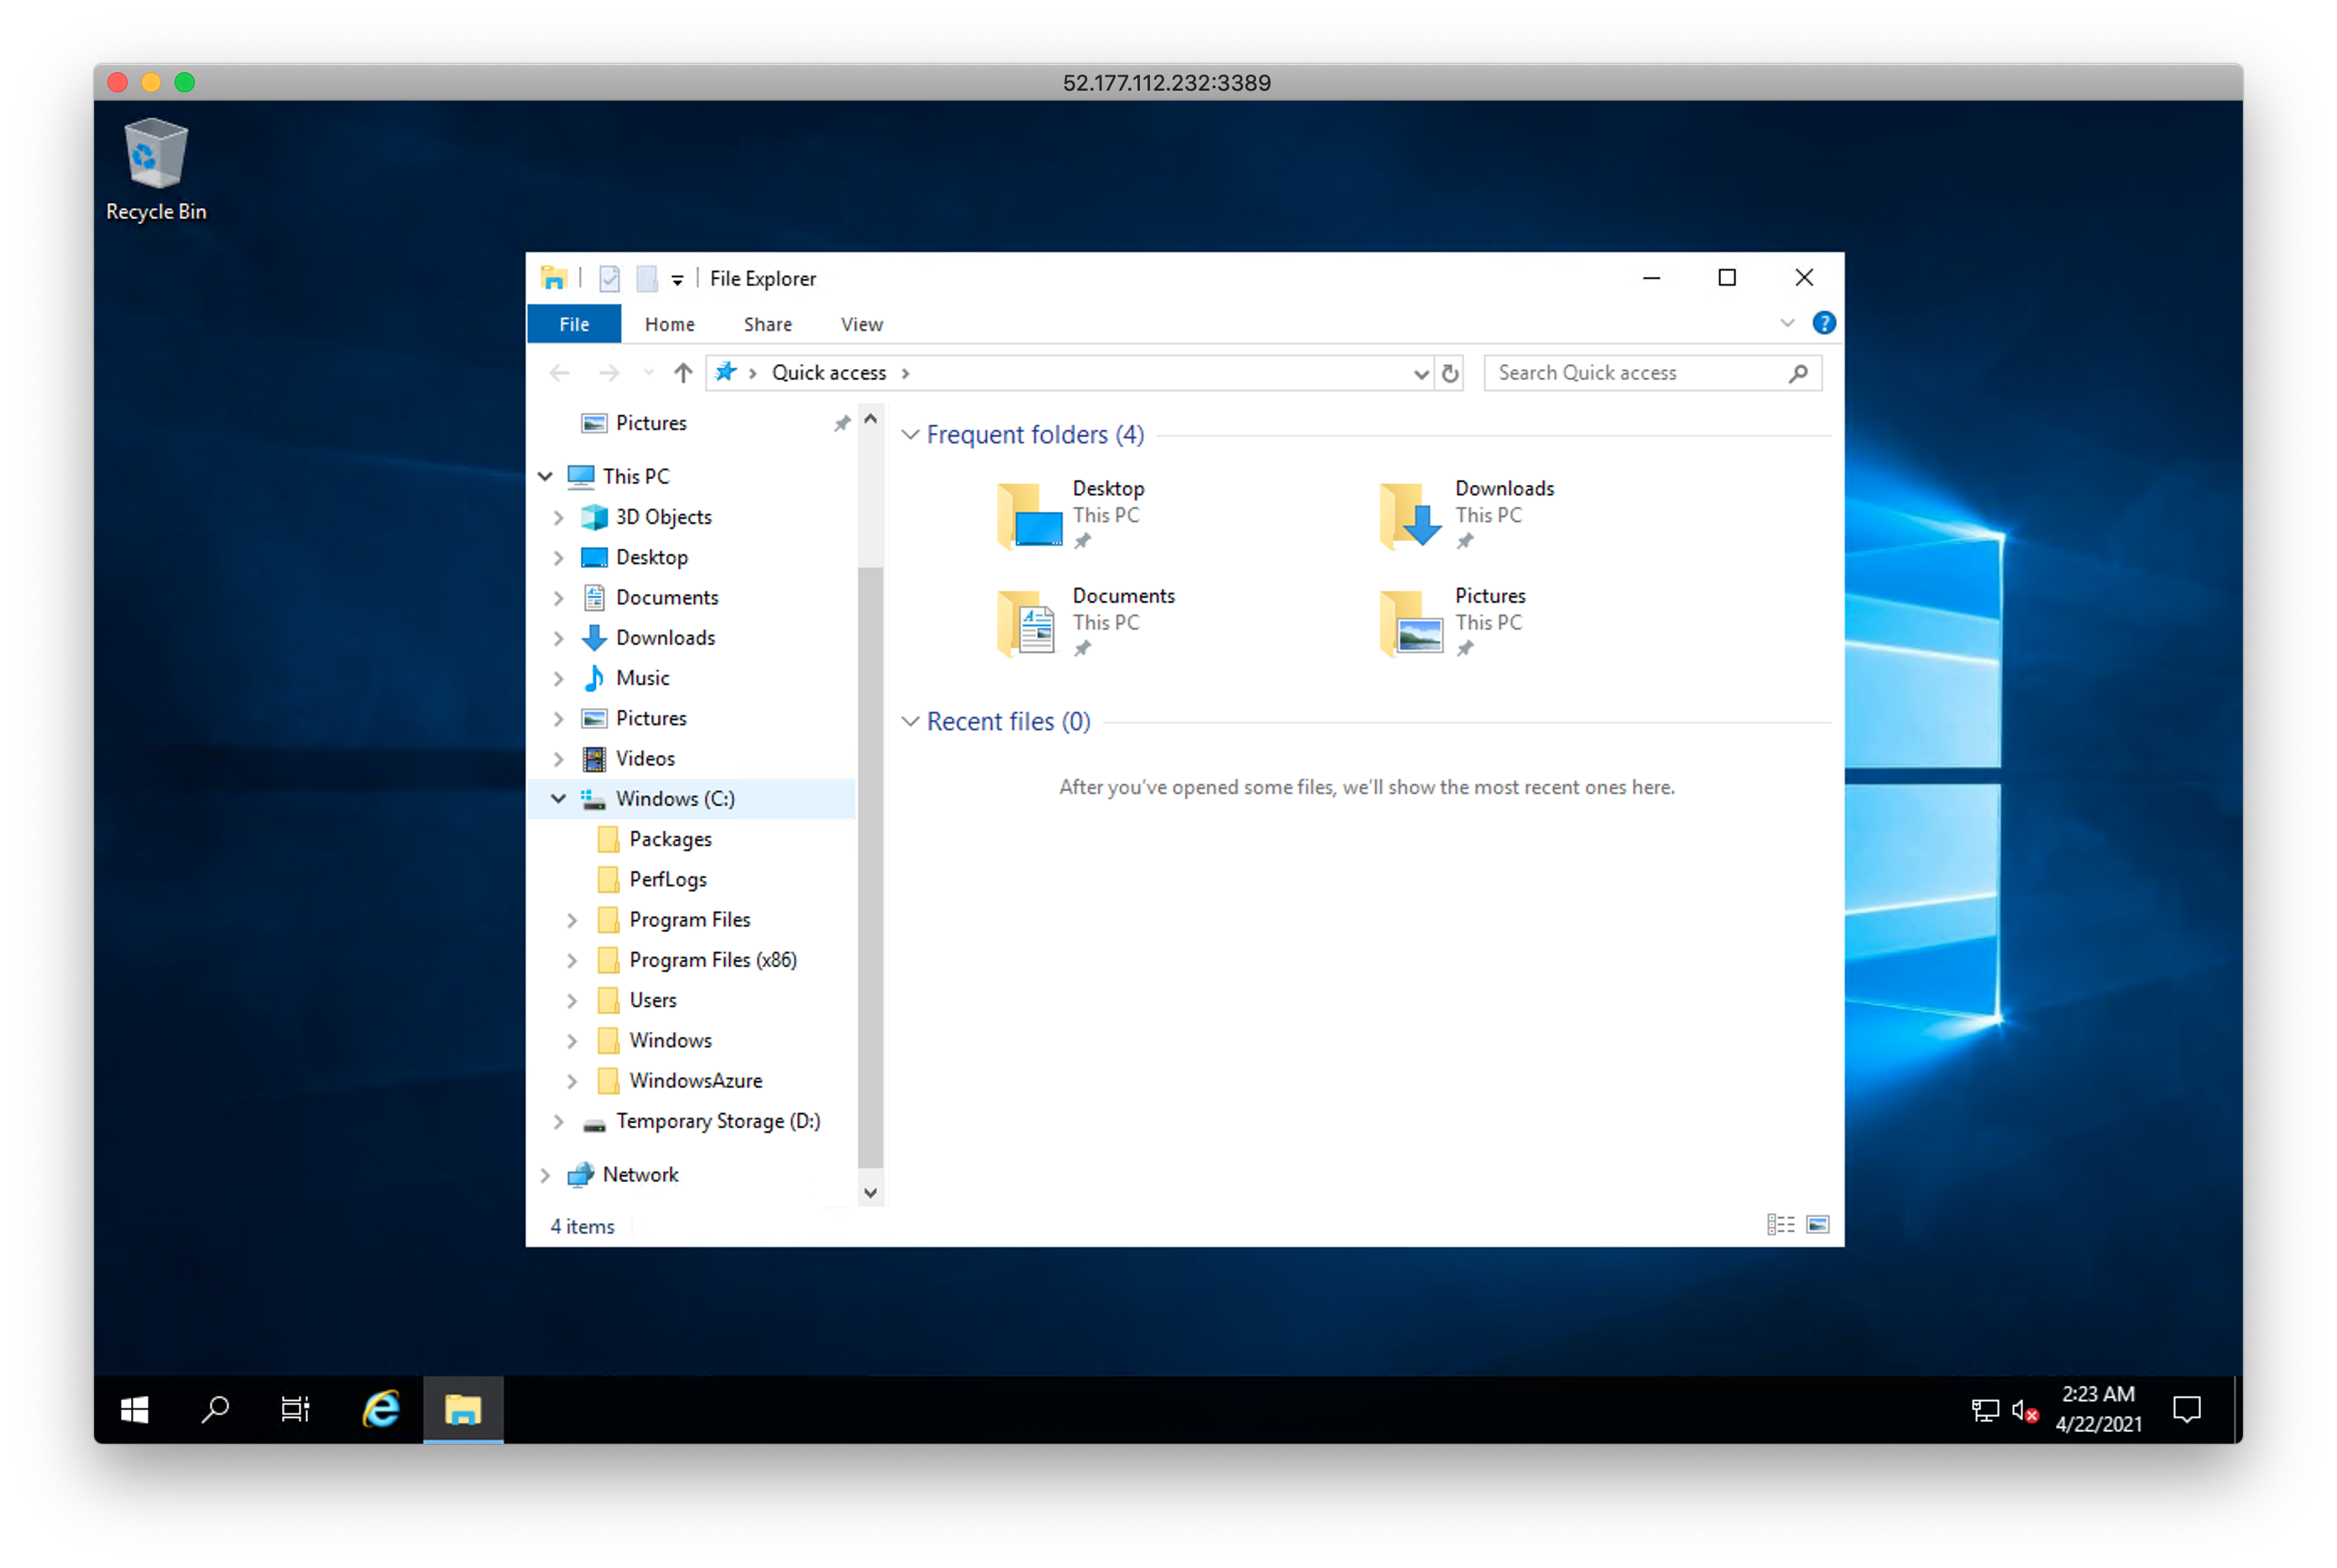 52.177.112.232:3389
Recycle Bin
File Explorer
File Home Share View
Quick access
Search Quick access
Pictures
This PC
3D Objects
Desktop
Documents
Downloads
Music
Pictures
Videos
Windows (C:)
Packages
PerfLogs
Program Files
Program Files (x86)
Users
Windows
WindowsAzure
Temporary Storage (D:)
Network
Frequent folders (4)
Desktop
This PC
Downloads
This PC
Documents
This PC
Pictures
This PC
Recent files (0)
After you've opened some files, we'll show the most recent ones here.
4 items
2:23 AM
4/22/2021